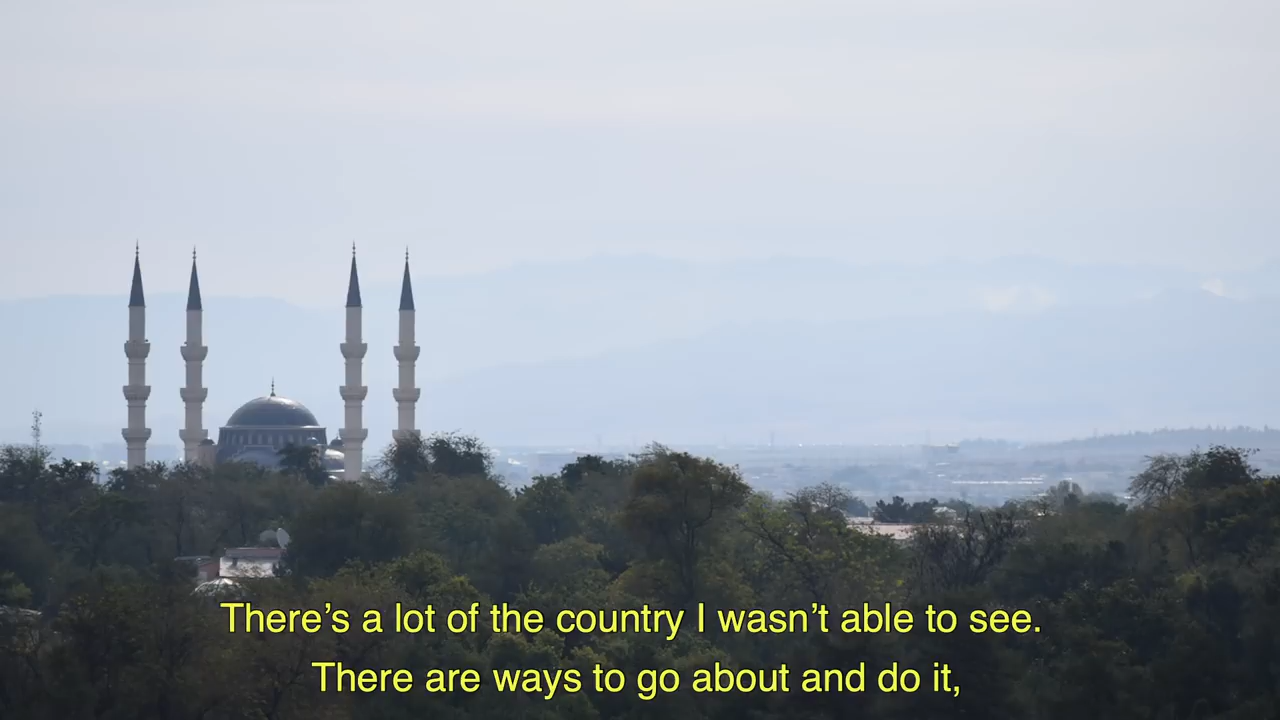 There’s a lot of the country I wasn’t able to see.
There are ways to go about and do it,